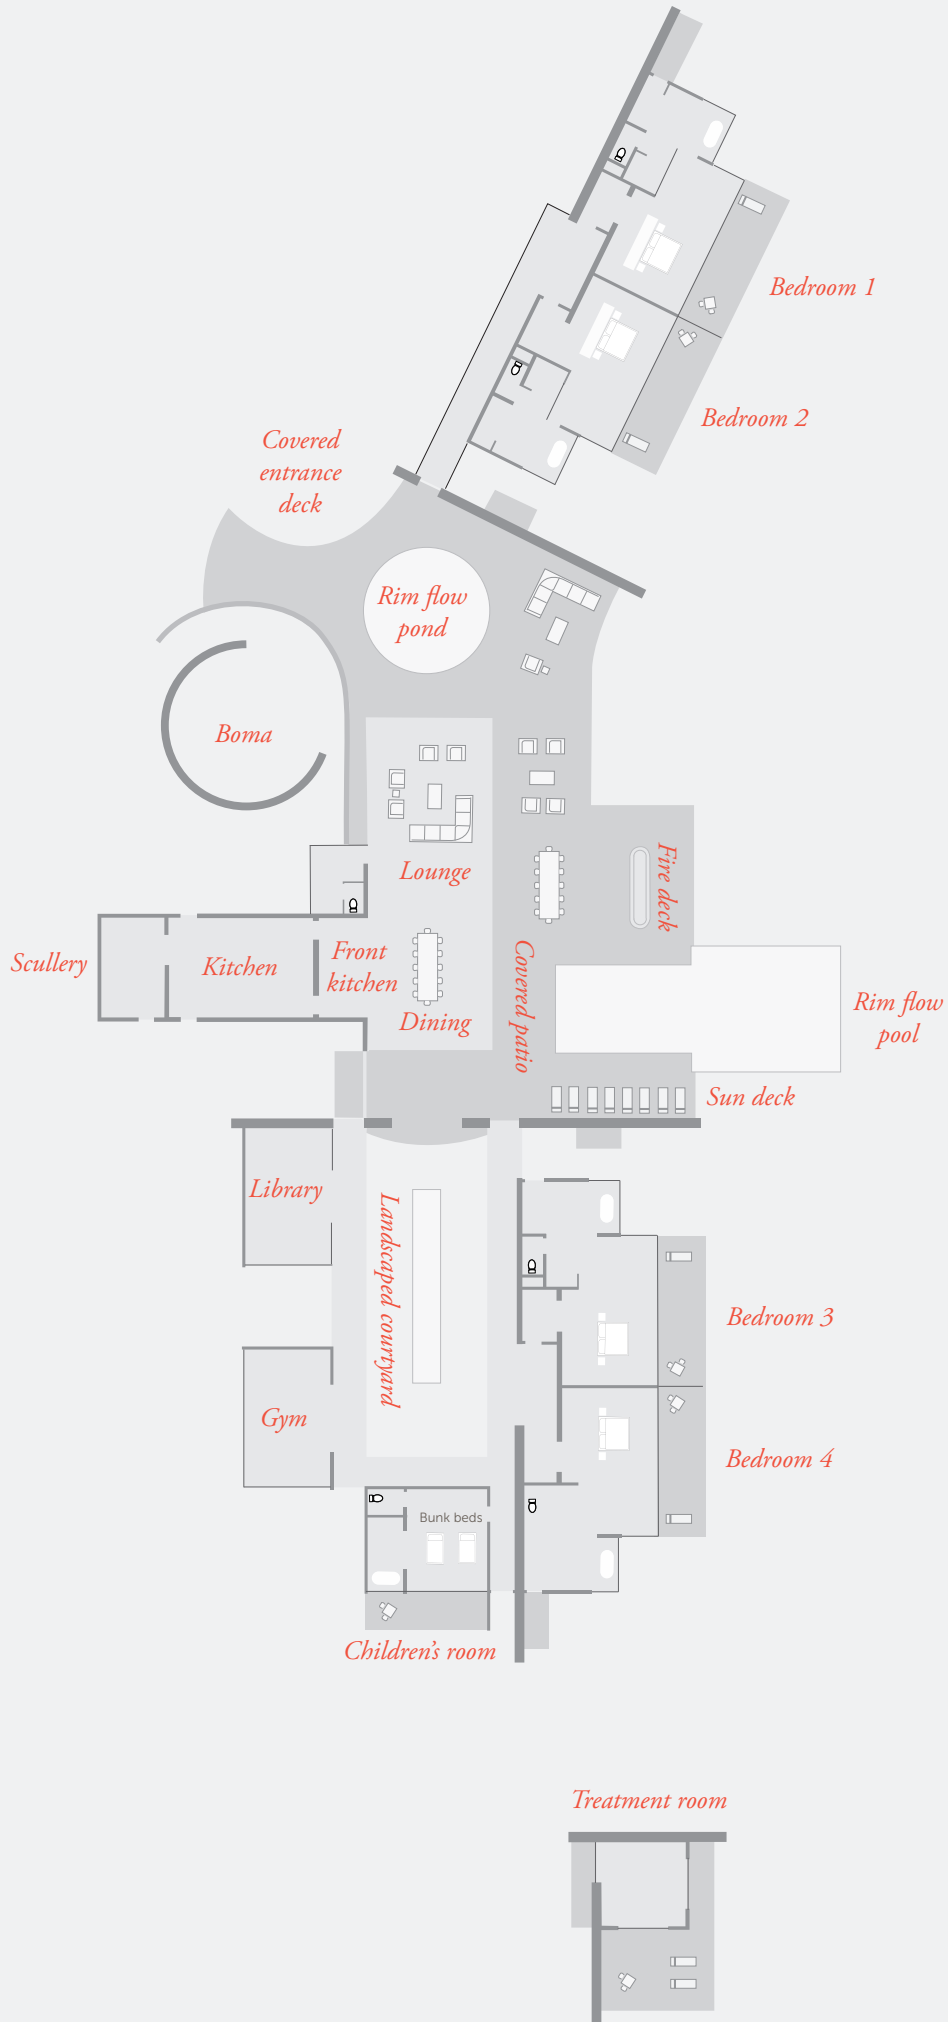 Bedroom 1
Bedroom 2
Covered
entrance
deck
Rim flow
pond
Boma
Lounge
Fire deck
Scullery
Kitchen
Front
kitchen
Dining
Covered patio
Rim flow
pool
Sun deck
Library
Landscaped courtyard
Bedroom 3
Gym
Bedroom 4
Bunk beds
Children’s room
Treatment room